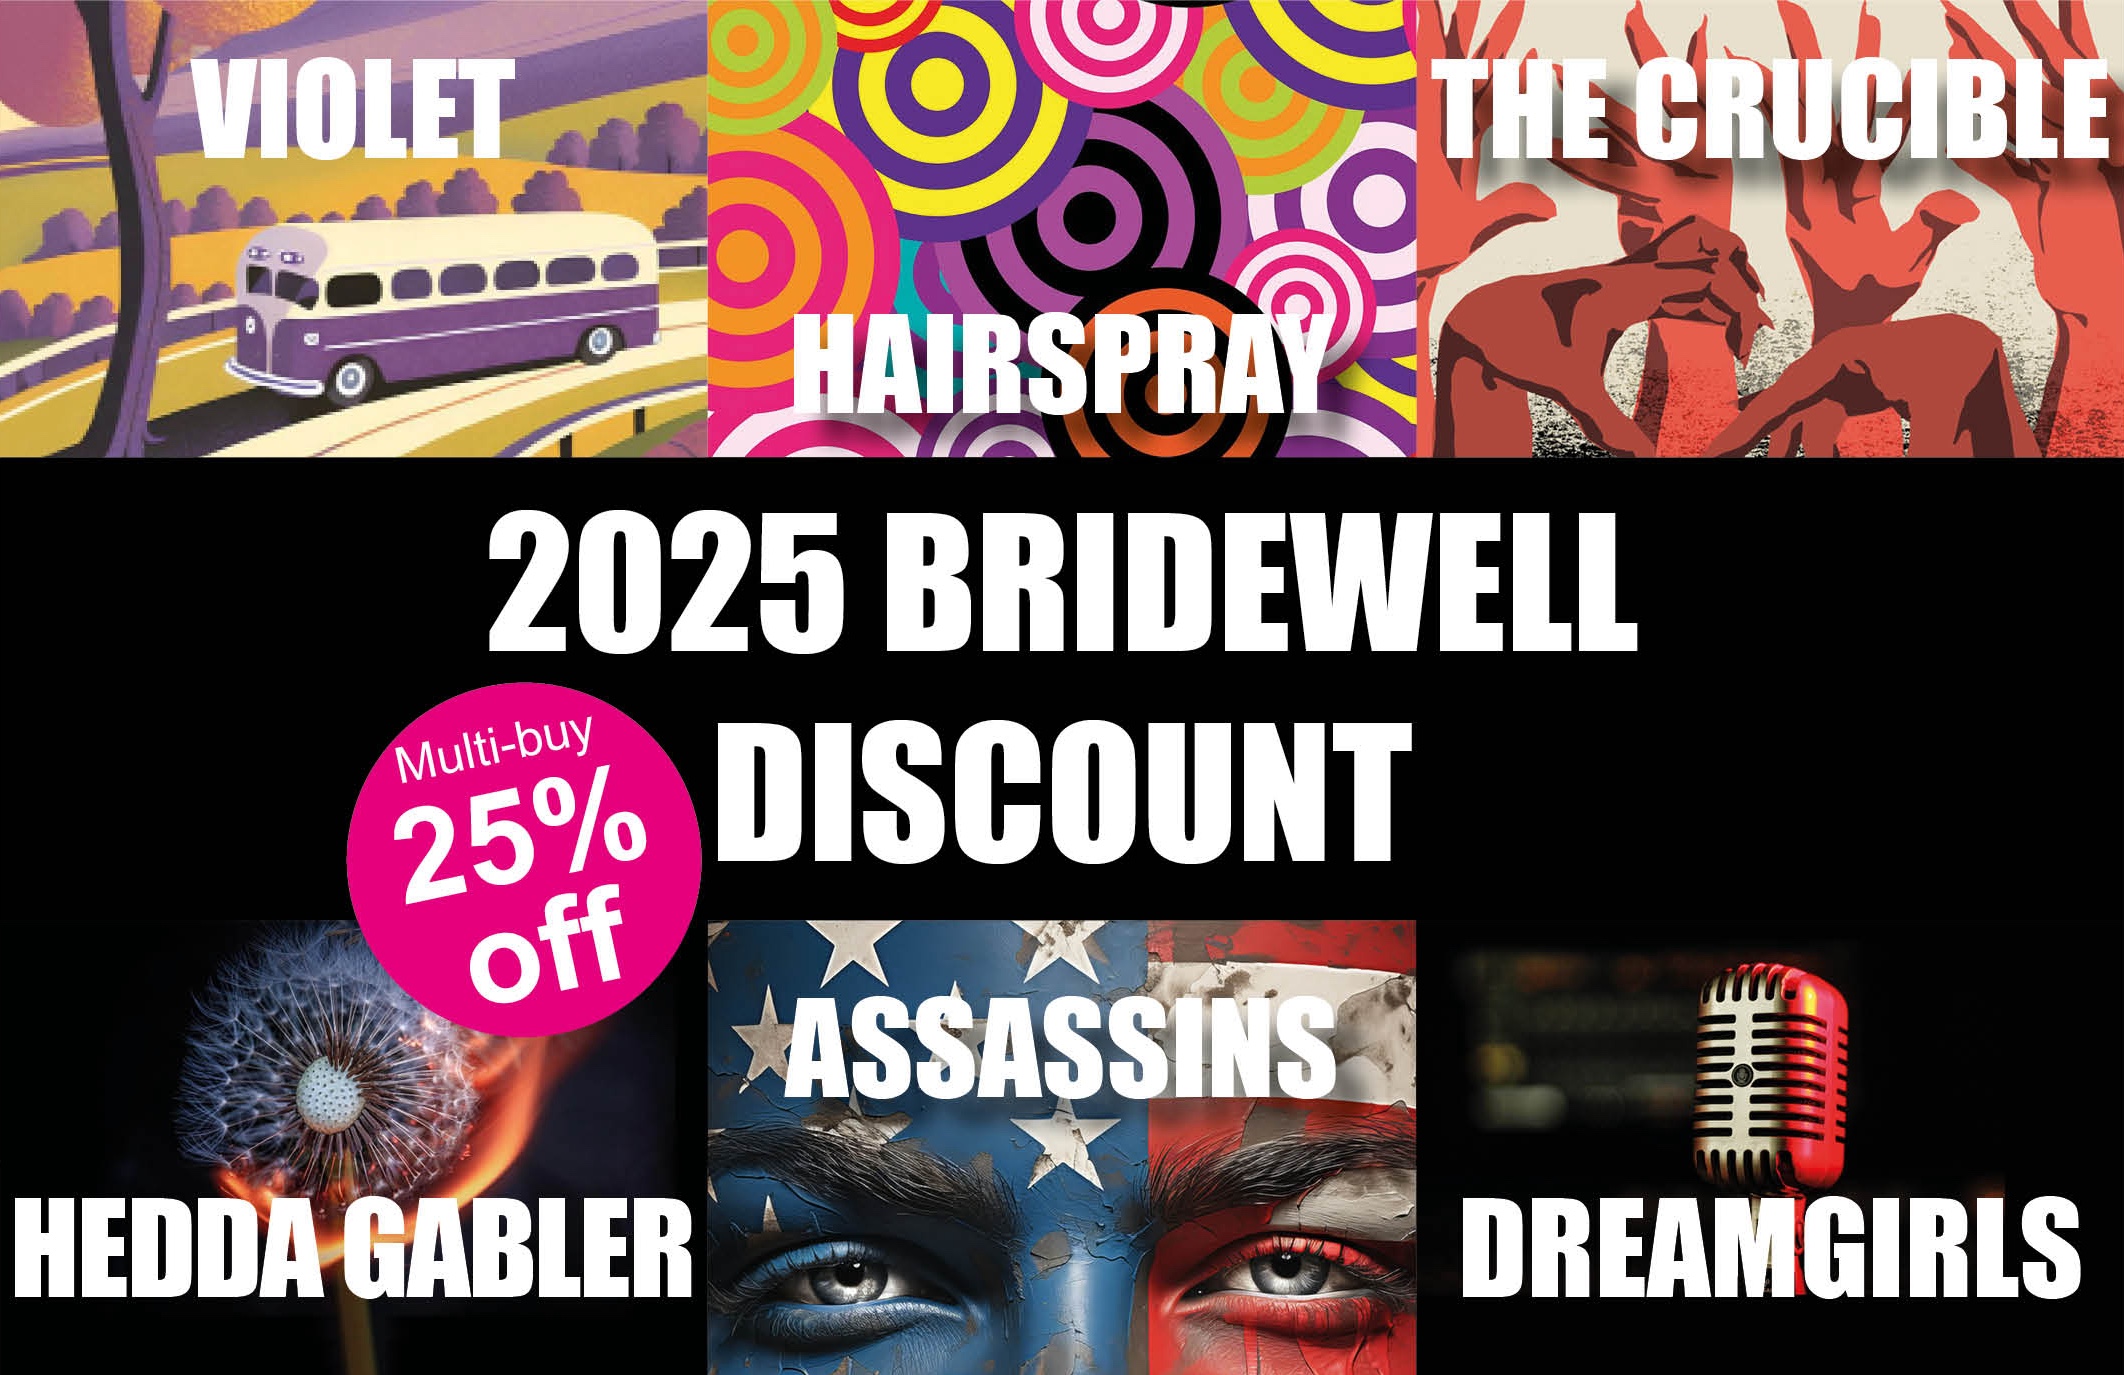 VIOLET
HAIRSPRAY
THE CRUCIBLE
2025 BRIDEWELL
DISCOUNT
Multi-buy
25%
off
HEDDA GABLER
ASSASSINS
DREAMGIRLS